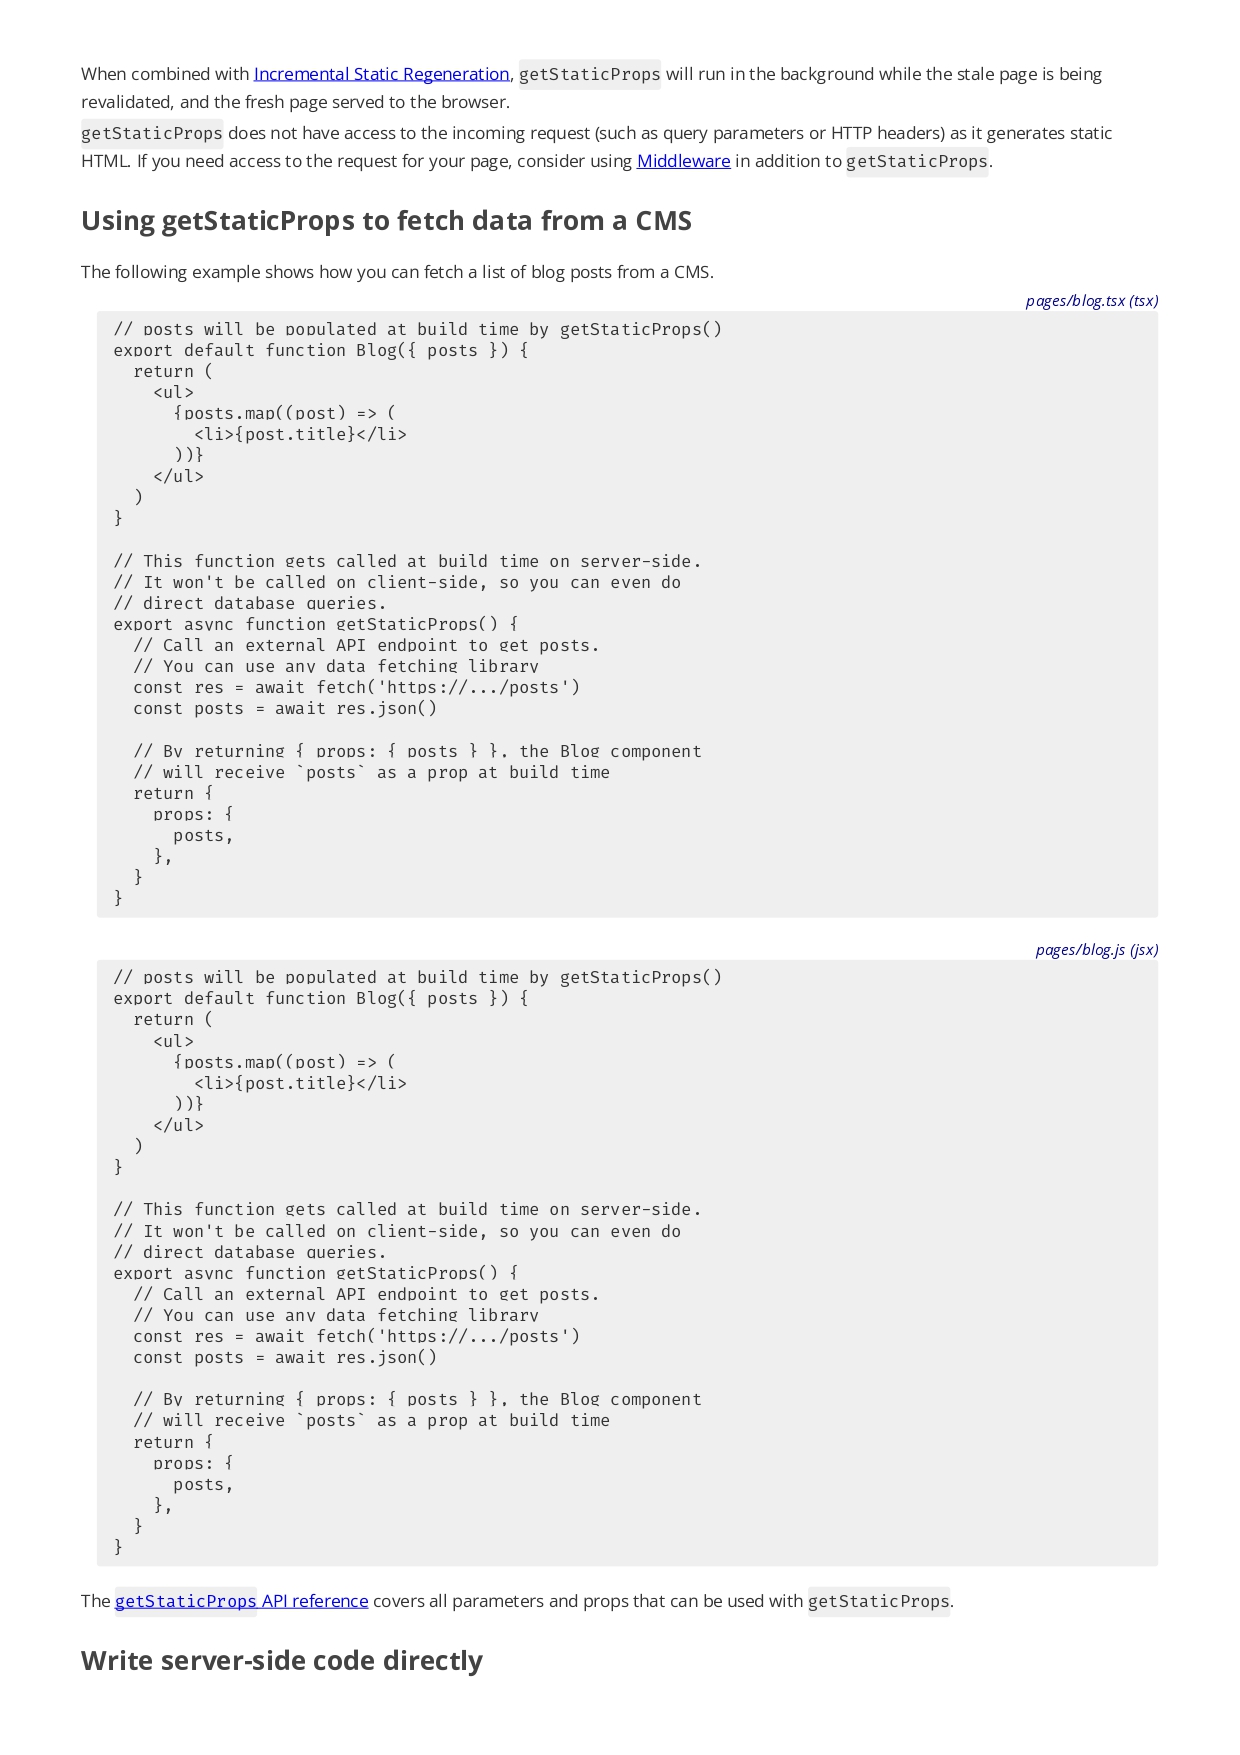 When combined with Incremental Static Regeneration, getStaticProps will run in the background while the stale page is being
revalidated, and the fresh page served to the browser.
getStaticProps does not have access to the incoming request (such as query parameters or HTTP headers) as it generates static
HTML. If you need access to the request for your page, consider using Middleware in addition to getStaticProps.
Using getStaticProps to fetch data from a CMS
The following example shows how you can fetch a list of blog posts from a CMS.
pages/blog.tsx (tsx)
// posts will be populated at build time by getStaticProps()
export default function Blog({ posts }) {
  return (
    <ul>
      {posts.map((post) => (
        <li>{post.title}</li>
      ))}
    </ul>
  )
}

// This function gets called at build time on server-side.
// It won't be called on client-side, so you can even do
// direct database queries.
export async function getStaticProps() {
  // Call an external API endpoint to get posts.
  // You can use any data fetching library
  const res = await fetch('https://.../posts')
  const posts = await res.json()

  // By returning { props: { posts } }, the Blog component
  // will receive `posts` as a prop at build time
  return {
    props: {
      posts,
    },
  }
}
pages/blog.js (jsx)
// posts will be populated at build time by getStaticProps()
export default function Blog({ posts }) {
  return (
    <ul>
      {posts.map((post) => (
        <li>{post.title}</li>
      ))}
    </ul>
  )
}

// This function gets called at build time on server-side.
// It won't be called on client-side, so you can even do
// direct database queries.
export async function getStaticProps() {
  // Call an external API endpoint to get posts.
  // You can use any data fetching library
  const res = await fetch('https://.../posts')
  const posts = await res.json()

  // By returning { props: { posts } }, the Blog component
  // will receive `posts` as a prop at build time
  return {
    props: {
      posts,
    },
  }
}
The getStaticProps API reference covers all parameters and props that can be used with getStaticProps.
Write server-side code directly